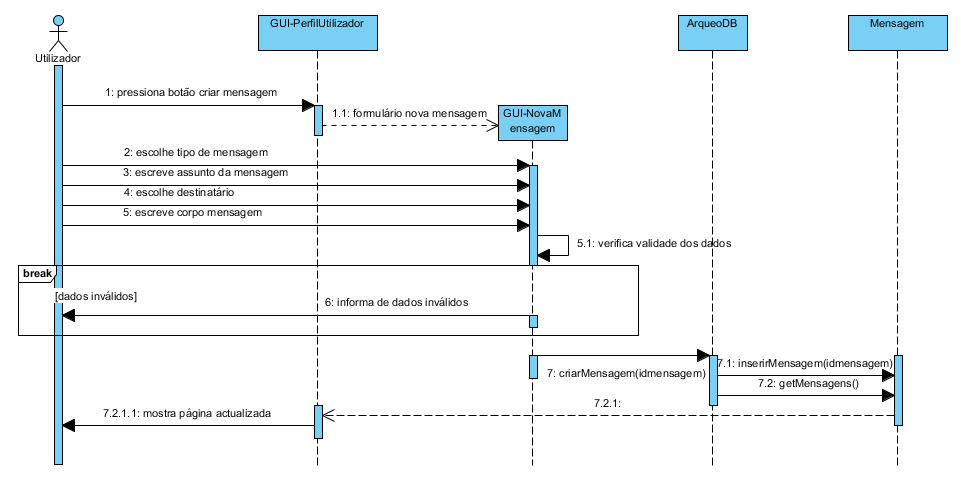 Utilizador
GUI-PerfilUtilizador
ArqueoDB
Mensagem
1: pressiona botão criar mensagem
1.1: formulário nova mensagem
GUI-NovaM
ensagem
2: escolhe tipo de mensagem
3: escreve assunto da mensagem
4: escolhe destinatário
5: escreve corpo mensagem
5.1: verifica validade dos dados
break
[dados inválidos]
6: informa de dados inválidos
7: criarMensagem(idmensagem)
7.1: inserirMensagem(idmensagem)
7.2: getMensagens()
7.2.1:
7.2.1.1: mostra página actualizada